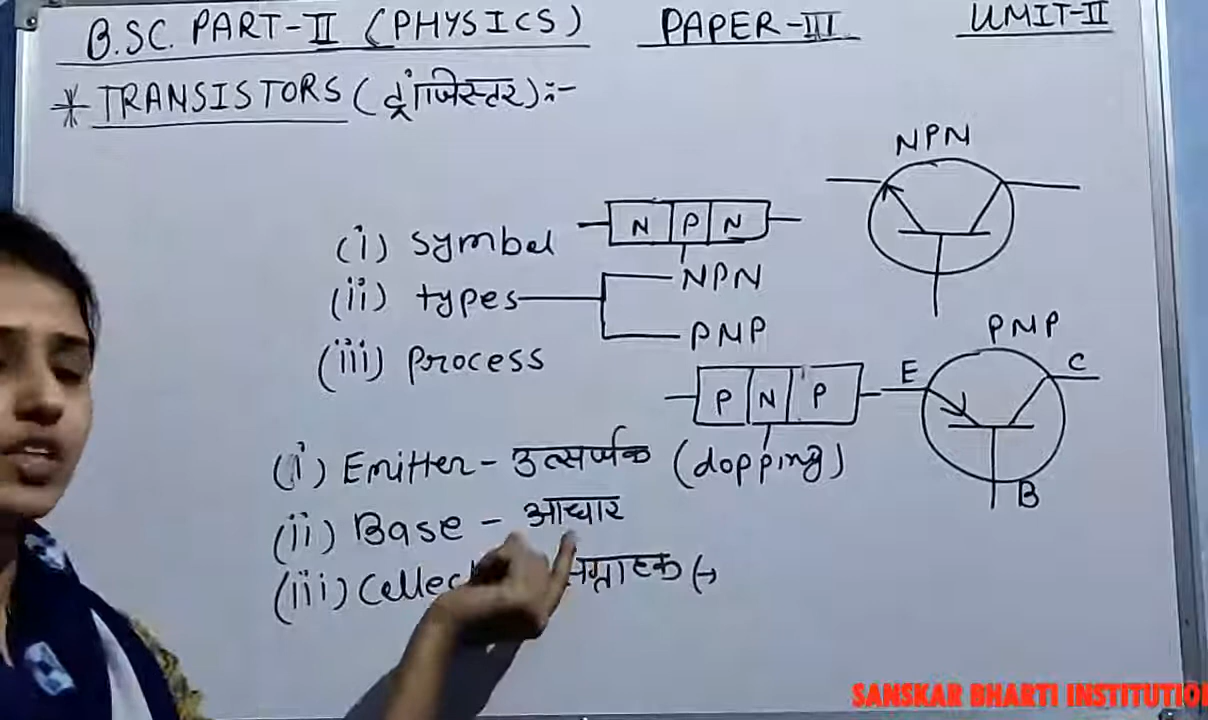 B.SC. PART-II (PHYSICS) PAPER-III UMIT-II
* TRANSISTORS (ट्रांजिस्टर):-
NPN
(i) symbol
N P N
(ii) types
NPN
PNP
(iii) process
PNP
P N P
E
C
B
(i) Emitter - उत्सर्जक (dopping)
(ii) Base - आधार
(iii)
SANSKAR BHARTI INSTITUTIO